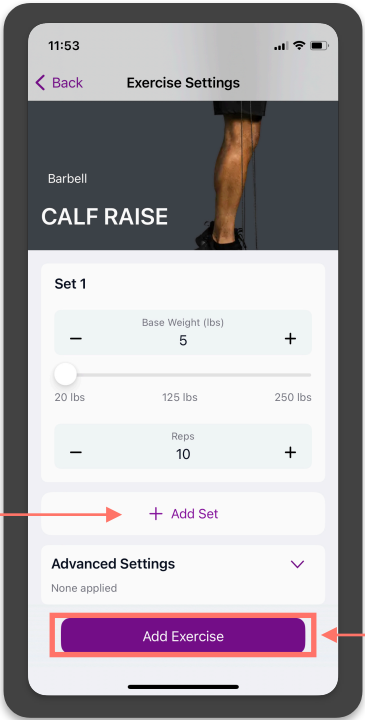 11:53
Back Exercise Settings
Barbell
CALF RAISE
Set 1
Base Weight (lbs)
− 5 +
20 lbs 125 lbs 250 lbs
Reps
− 10 +
+ Add Set
Advanced Settings
None applied
Add Exercise